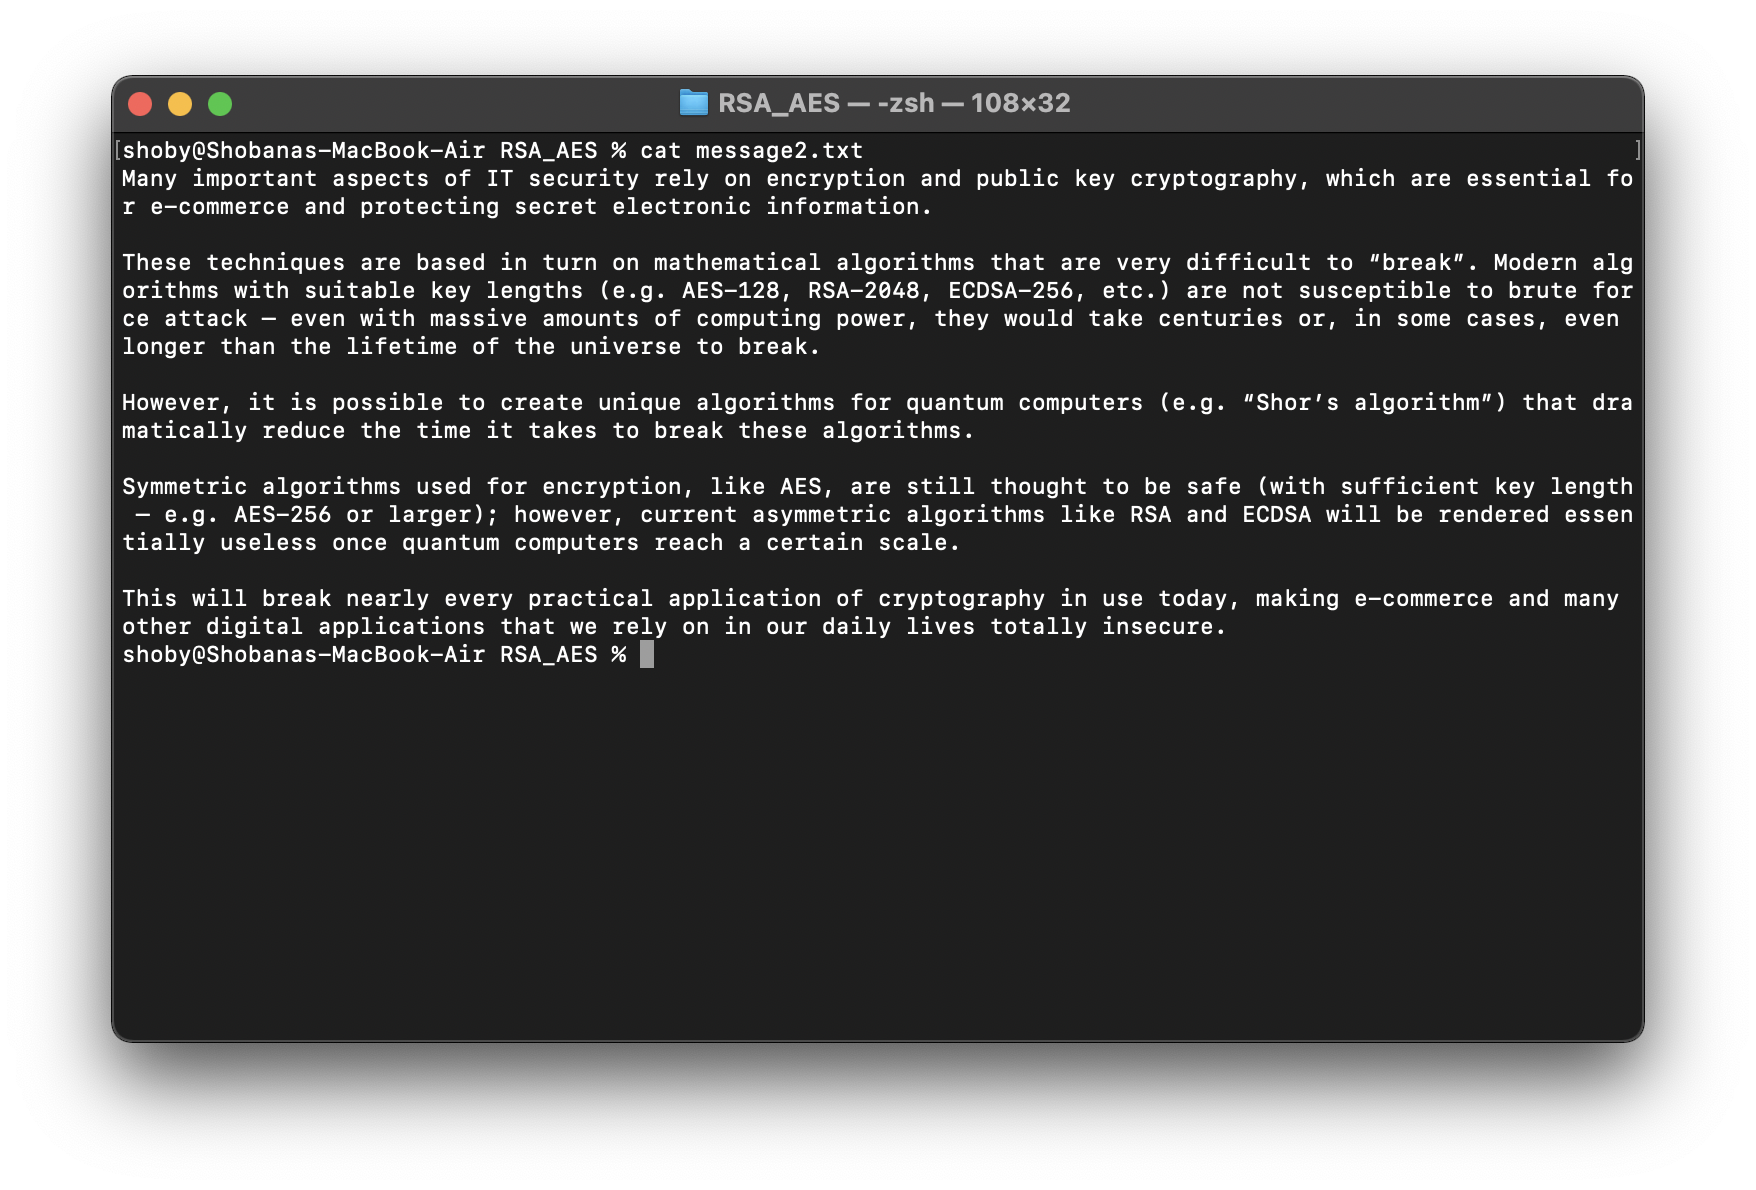 RSA_AES — -zsh — 108×32
[shoby@Shobanas-MacBook-Air RSA_AES % cat message2.txt ]
Many important aspects of IT security rely on encryption and public key cryptography, which are essential fo
r e-commerce and protecting secret electronic information.
These techniques are based in turn on mathematical algorithms that are very difficult to “break”. Modern alg
orithms with suitable key lengths (e.g. AES-128, RSA-2048, ECDSA-256, etc.) are not susceptible to brute for
ce attack – even with massive amounts of computing power, they would take centuries or, in some cases, even
longer than the lifetime of the universe to break.
However, it is possible to create unique algorithms for quantum computers (e.g. “Shor’s algorithm”) that dra
matically reduce the time it takes to break these algorithms.
Symmetric algorithms used for encryption, like AES, are still thought to be safe (with sufficient key length
– e.g. AES-256 or larger); however, current asymmetric algorithms like RSA and ECDSA will be rendered essen
tially useless once quantum computers reach a certain scale.
This will break nearly every practical application of cryptography in use today, making e-commerce and many
other digital applications that we rely on in our daily lives totally insecure.
shoby@Shobanas-MacBook-Air RSA_AES %